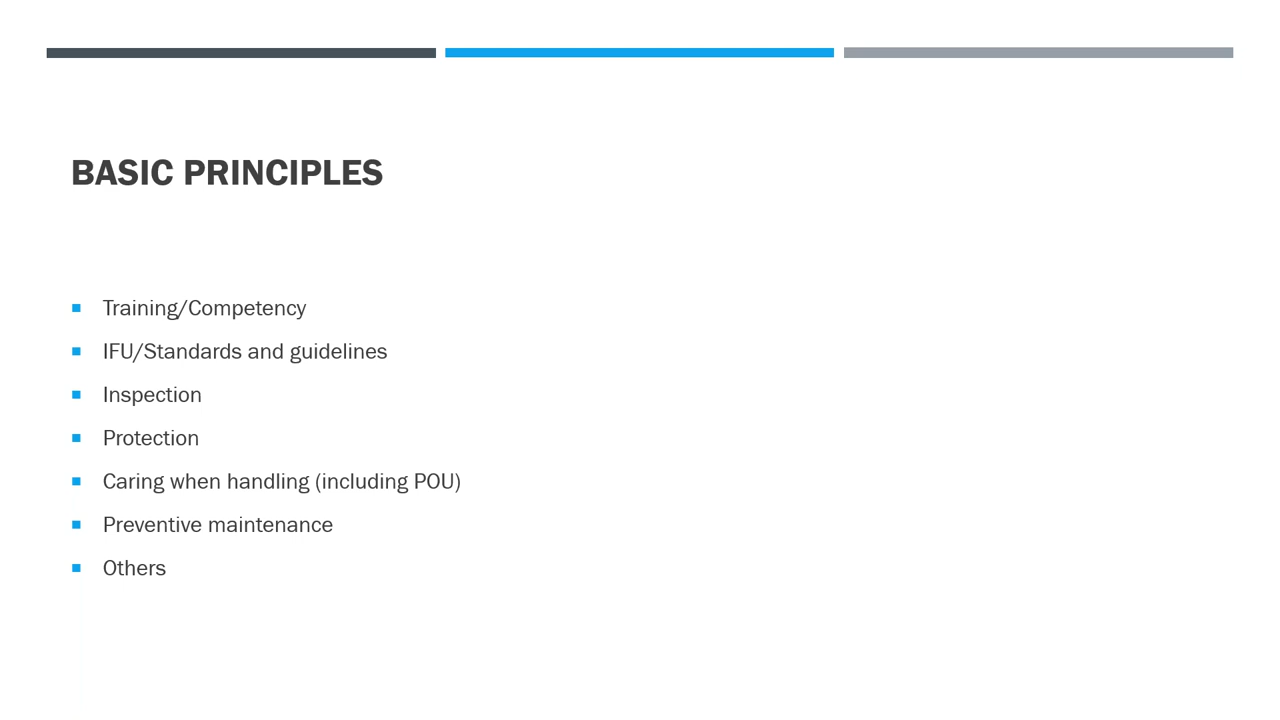 BASIC PRINCIPLES
Training/Competency
IFU/Standards and guidelines
Inspection
Protection
Caring when handling (including POU)
Preventive maintenance
Others